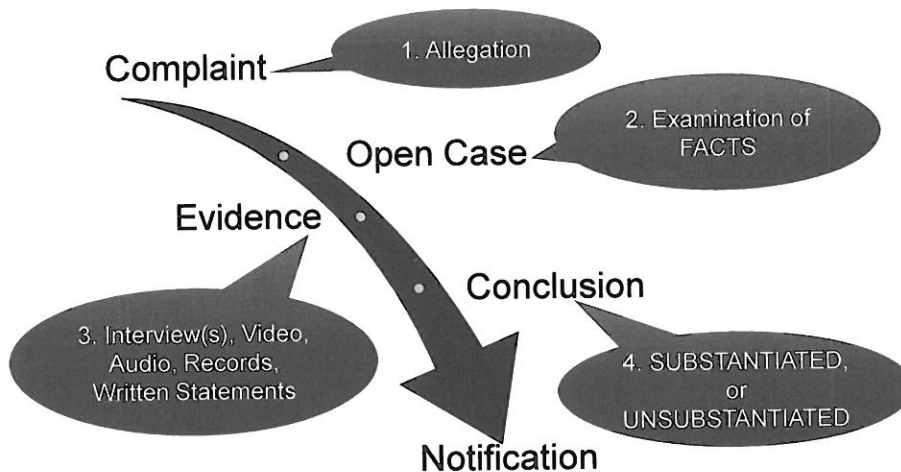 Complaint
1. Allegation
Open Case
2. Examination of
FACTS
Evidence
3. Interview(s), Video,
Audio, Records,
Written Statements
Conclusion
4. SUBSTANTIATED,
or
UNSUBSTANTIATED
Notification